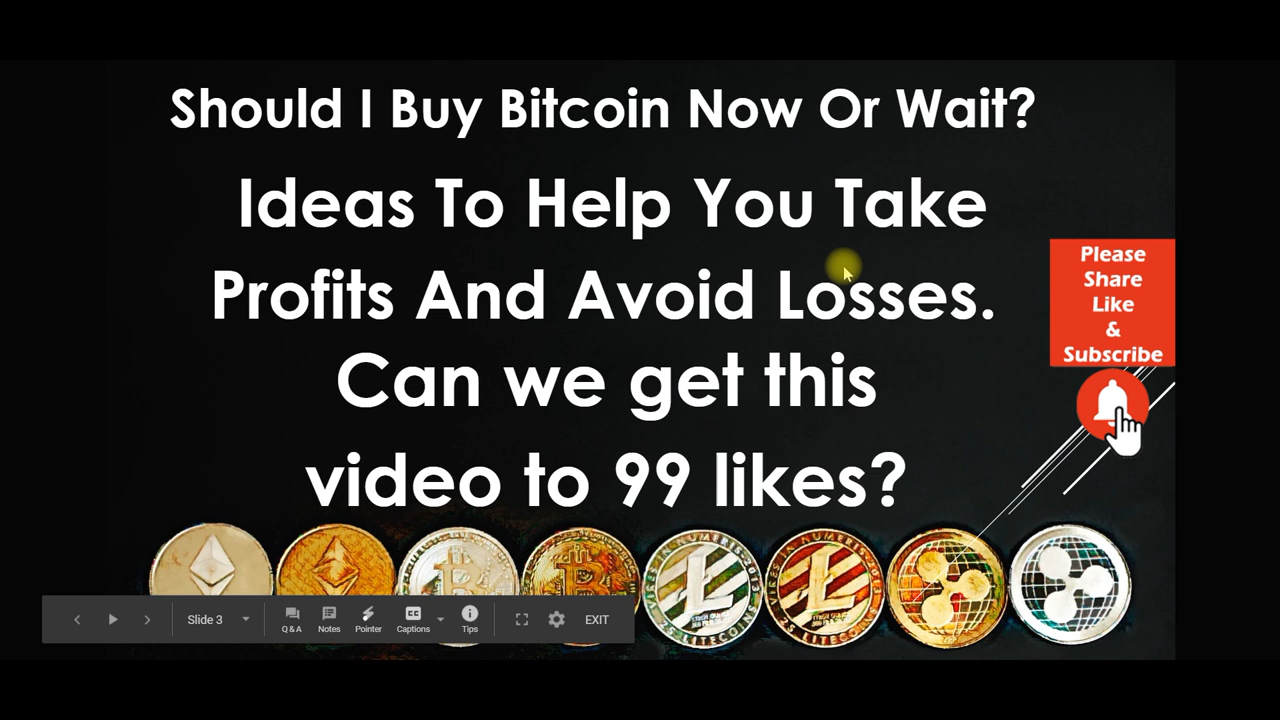 Should I Buy Bitcoin Now Or Wait?
Ideas To Help You Take
Profits And Avoid Losses.
Can we get this
video to 99 likes?
Please
Share
Like
&
Subscribe
Slide 3
Q & A
Notes
Pointer
CC
Captions
Tips
EXIT